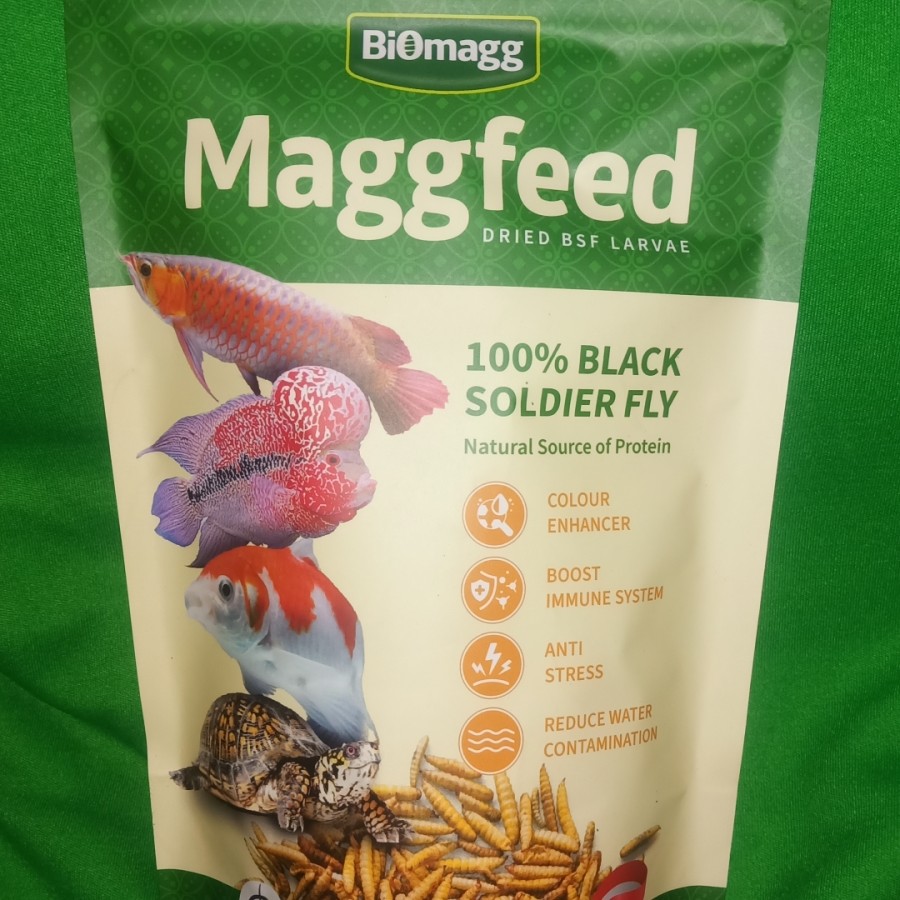 BiOmagg
Maggfeed
DRIED BSF LARVAE
100% BLACK
SOLDIER FLY
Natural Source of Protein
COLOUR
ENHANCER
BOOST
IMMUNE SYSTEM
ANTI
STRESS
REDUCE WATER
CONTAMINATION